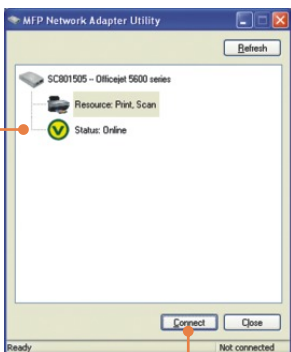 MFP Network Adapter Utility
Refresh
SC801505 – Officejet 5600 series
Resource: Print, Scan
Status: Online
Connect Close
Ready Not connected